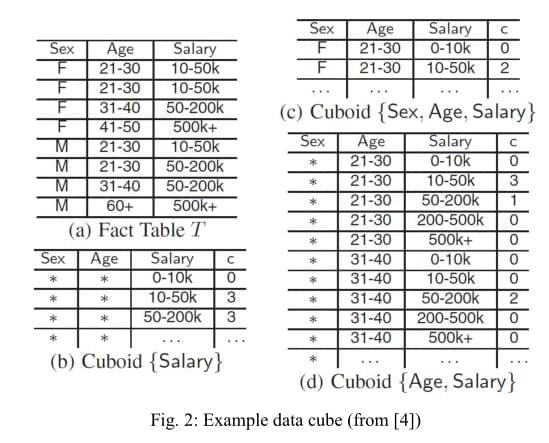 Sex Age Salary
F 21-30 10-50k
F 21-30 10-50k
F 31-40 50-200k
F 41-50 500k+
M 21-30 10-50k
M 21-30 50-200k
M 31-40 50-200k
M 60+ 500k+
(a) Fact Table T
Sex Age Salary c
* * 0-10k 0
* * 10-50k 3
* * 50-200k 3
* * ... ...
(b) Cuboid {Salary}
Sex Age Salary c
F 21-30 0-10k 0
F 21-30 10-50k 2
... ... ... ...
(c) Cuboid {Sex, Age, Salary}
Sex Age Salary c
* 21-30 0-10k 0
* 21-30 10-50k 3
* 21-30 50-200k 1
* 21-30 200-500k 0
* 21-30 500k+ 0
* 31-40 0-10k 0
* 31-40 10-50k 0
* 31-40 50-200k 2
* 31-40 200-500k 0
* 31-40 500k+ 0
* ... ... ...
(d) Cuboid {Age, Salary}
Fig. 2: Example data cube (from [4])